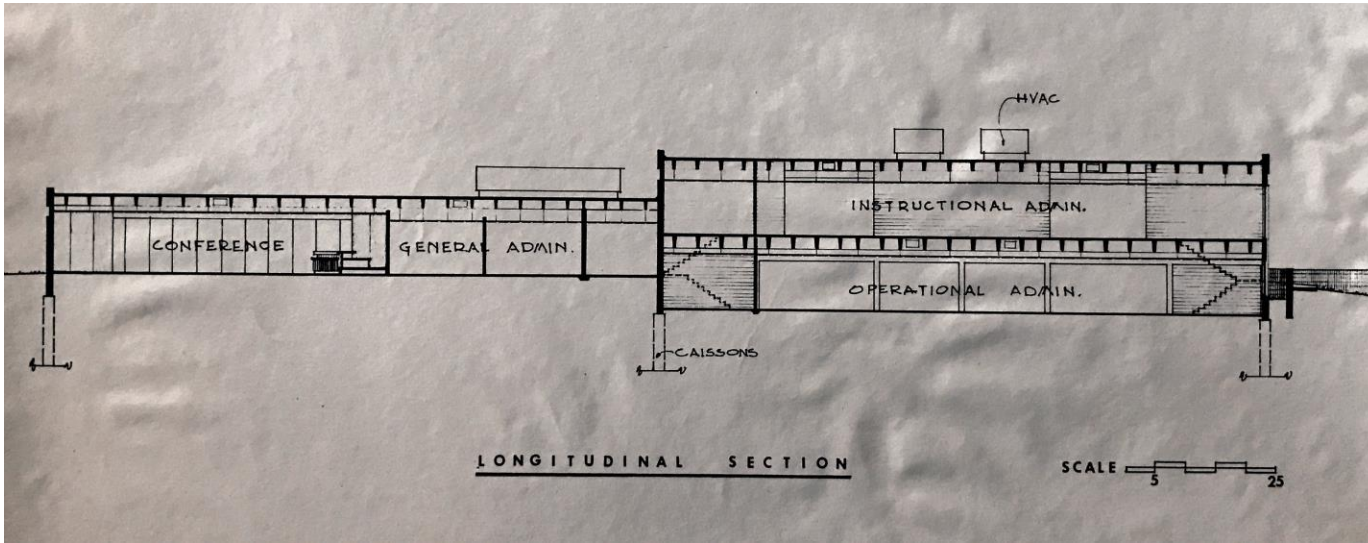 HVAC
INSTRUCTIONAL ADMIN.
CONFERENCE
GENERAL ADMIN.
OPERATIONAL ADMIN.
CAISSONS
LONGITUDINAL SECTION
SCALE
5
25